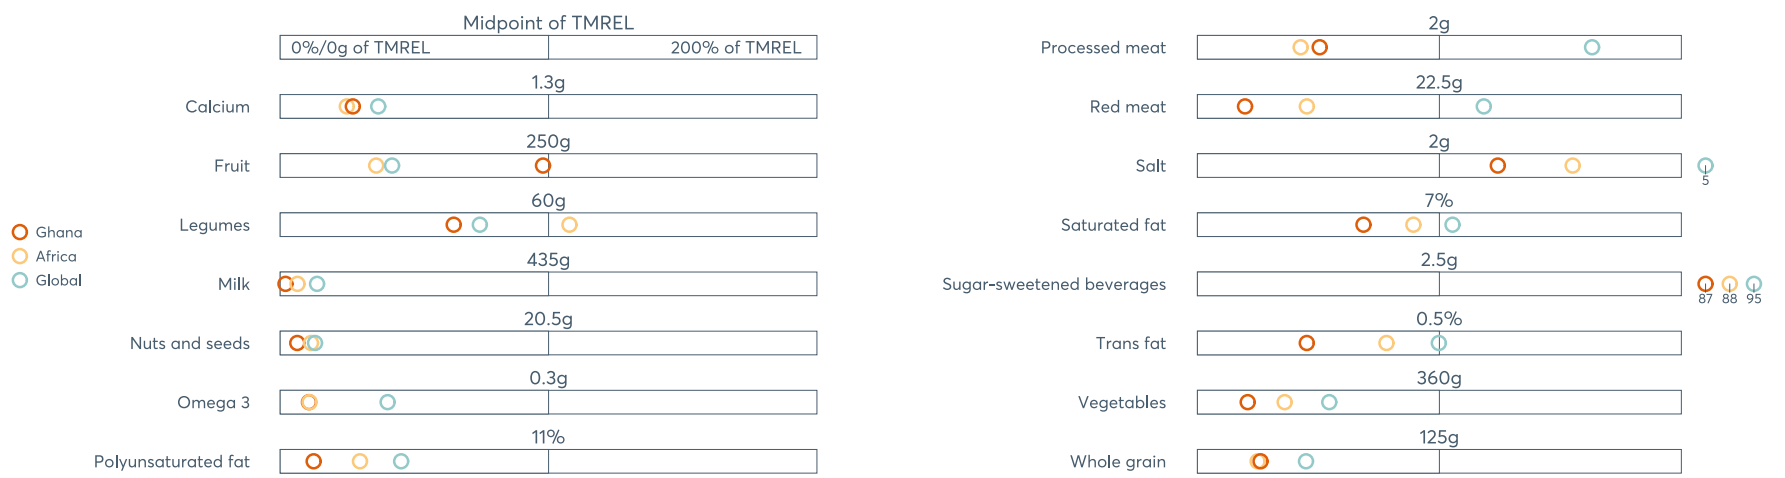 Midpoint of TMREL
0%/0g of TMREL 200% of TMREL
Calcium 1.3g
Fruit 250g
Legumes 60g
Milk 435g
Nuts and seeds 20.5g
Omega 3 0.3g
Polyunsaturated fat 11%
Ghana
Africa
Global
Processed meat 2g
Red meat 22.5g
Salt 2g
5
Saturated fat 7%
Sugar-sweetened beverages 2.5g
87 88 95
Trans fat 0.5%
Vegetables 360g
Whole grain 125g